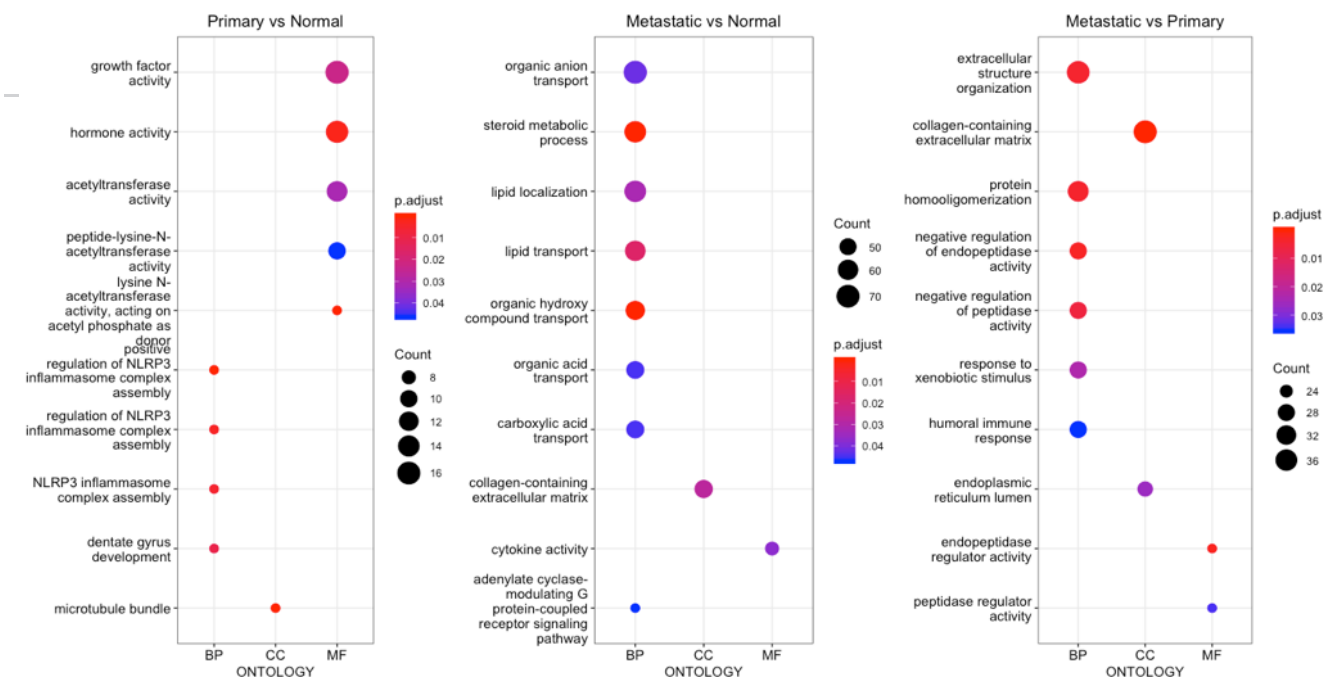 Primary vs Normal
growth factor
activity
hormone activity
acetyltransferase
activity
peptide-lysine-N-
acetyltransferase
activity
lysine N-
acetyltransferase
activity, acting on
acetyl phosphate as
donor
positive
regulation of NLRP3
inflammasome complex
assembly
regulation of NLRP3
inflammasome complex
assembly
NLRP3 inflammasome
complex assembly
dentate gyrus
development
microtubule bundle
BP CC MF
ONTOLOGY
p.adjust
0.01
0.02
0.03
0.04
Count
8
10
12
14
16
Metastatic vs Normal
organic anion
transport
steroid metabolic
process
lipid localization
lipid transport
organic hydroxy
compound transport
organic acid
transport
carboxylic acid
transport
collagen-containing
extracellular matrix
cytokine activity
adenylate cyclase-
modulating G
protein-coupled
receptor signaling
pathway
BP CC MF
ONTOLOGY
Count
50
60
70
p.adjust
0.01
0.02
0.03
0.04
Metastatic vs Primary
extracellular
structure
organization
collagen-containing
extracellular matrix
protein
homooligomerization
negative regulation
of endopeptidase
activity
negative regulation
of peptidase
activity
response to
xenobiotic stimulus
humoral immune
response
endoplasmic
reticulum lumen
endopeptidase
regulator activity
peptidase regulator
activity
BP CC MF
ONTOLOGY
p.adjust
0.01
0.02
0.03
Count
24
28
32
36